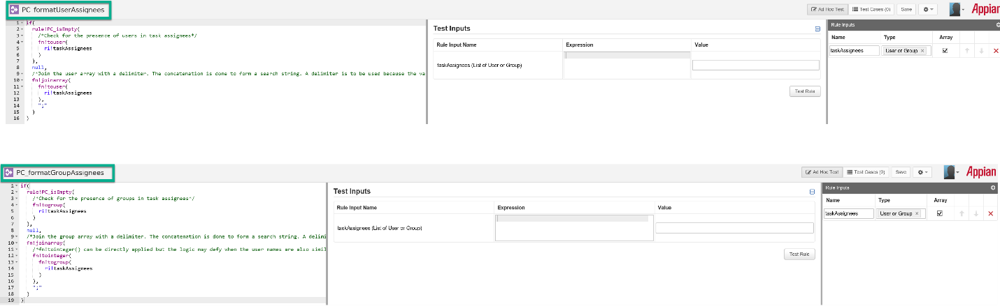 PC_formatUserAssignees
Ad Hoc Test
Test Cases (0)
Save
Appian
1 if(
2 rule!PC_isEmpty(
3 /*Check for the presence of users in task assignees*/
4 fn!touser(
5 ri!taskAssignees
6 )
7 ),
8 null,
9 /*Join the user array with a delimiter. The concatenation is done to form a search string. A delimiter is to be used because the va
10 fn!joinarray(
11 fn!touser(
12 ri!taskAssignees
13 ),
14 ";"
15 )
16 )
Test Inputs
Rule Input Name Expression Value
taskAssignees (List of User or Group)
Test Rule
Rule Inputs
Name Type Array
taskAssignees User or Group ×
PC_formatGroupAssignees
Ad Hoc Test
Test Cases (0)
Save
Appian
1 if(
2 rule!PC_isEmpty(
3 /*Check for the presence of groups in task assignees*/
4 fn!togroup(
5 ri!taskAssignees
6 )
7 ),
8 null,
9 /*Join the group array with a delimiter. The concatenation is done to form a search string. A delimi
10 fn!joinarray(
11 /*fn!tointeger() can be directly applied but the logic may defy when the user names are also simil
12 fn!tointeger(
13 fn!togroup(
14 ri!taskAssignees
15 )
16 ),
17 ";"
18 )
19 )
Test Inputs
Rule Input Name Expression Value
taskAssignees (List of User or Group)
Test Rule
Rule Inputs
Name Type Array
taskAssignees User or Group ×